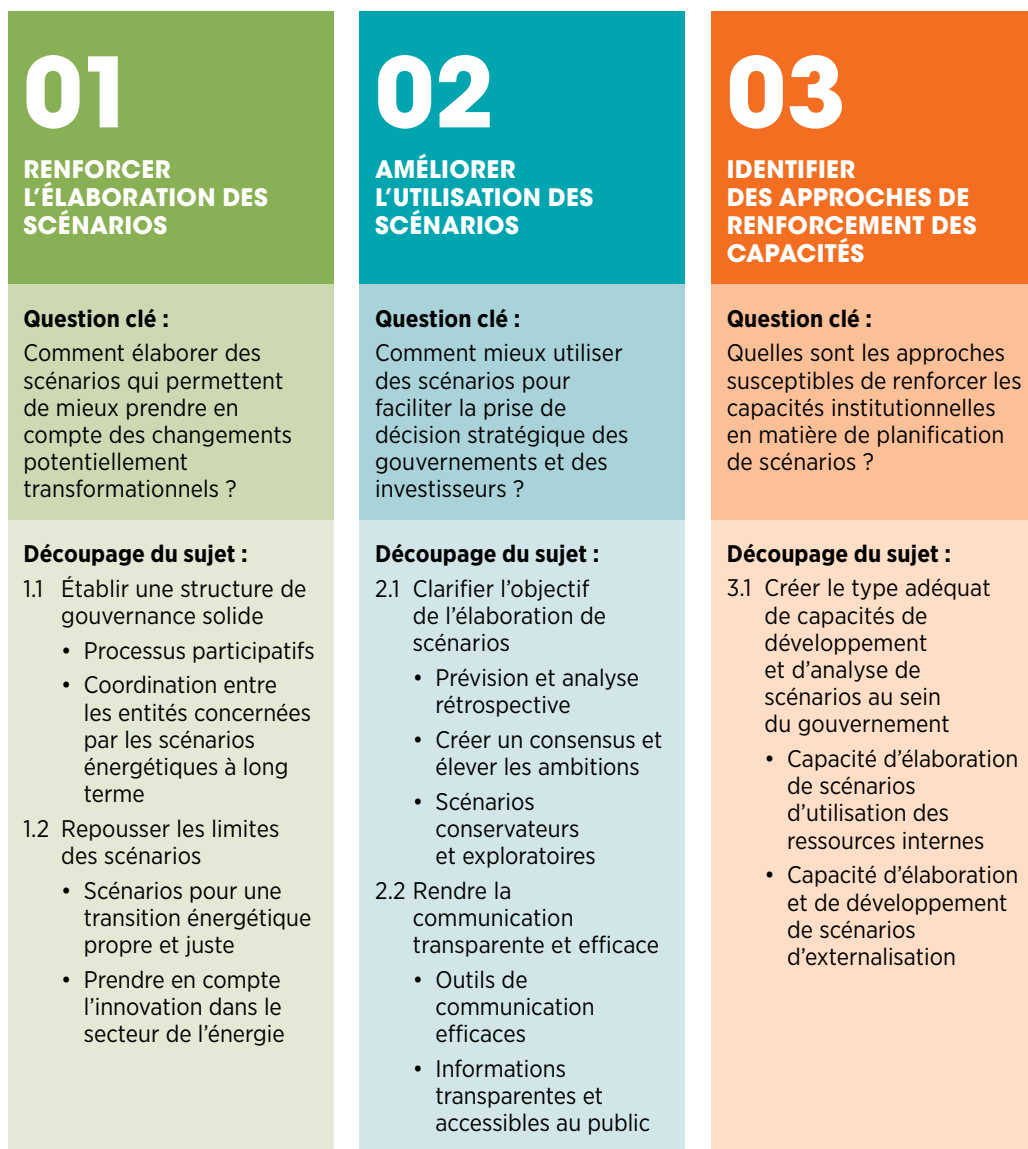 01
RENFORCER
L’ÉLABORATION DES
SCÉNARIOS
Question clé :
Comment élaborer des
scénarios qui permettent
de mieux prendre en
compte des changements
potentiellement
transformationnels ?
Découpage du sujet :
1.1 Établir une structure de
gouvernance solide
• Processus participatifs
• Coordination entre
les entités concernées
par les scénarios
énergétiques à long
terme
1.2 Repousser les limites
des scénarios
• Scénarios pour une
transition énergétique
propre et juste
• Prendre en compte
l’innovation dans le
secteur de l’énergie
02
AMÉLIORER
L’UTILISATION DES
SCÉNARIOS
Question clé :
Comment mieux utiliser
des scénarios pour
faciliter la prise de
décision stratégique des
gouvernements et des
investisseurs ?
Découpage du sujet :
2.1 Clarifier l’objectif
de l’élaboration de
scénarios
• Prévision et analyse
rétrospective
• Créer un consensus et
élever les ambitions
• Scénarios
conservateurs
et exploratoires
2.2 Rendre la
communication
transparente et efficace
• Outils de
communication
efficaces
• Informations
transparentes et
accessibles au public
03
IDENTIFIER
DES APPROCHES DE
RENFORCEMENT DES
CAPACITÉS
Question clé :
Quelles sont les approches
susceptibles de renforcer les
capacités institutionnelles
en matière de planification
de scénarios ?
Découpage du sujet :
3.1 Créer le type adéquat
de capacités de
développement
et d’analyse de
scénarios au sein
du gouvernement
• Capacité d’élaboration
de scénarios
d’utilisation des
ressources internes
• Capacité d’élaboration
et de développement
de scénarios
d’externalisation